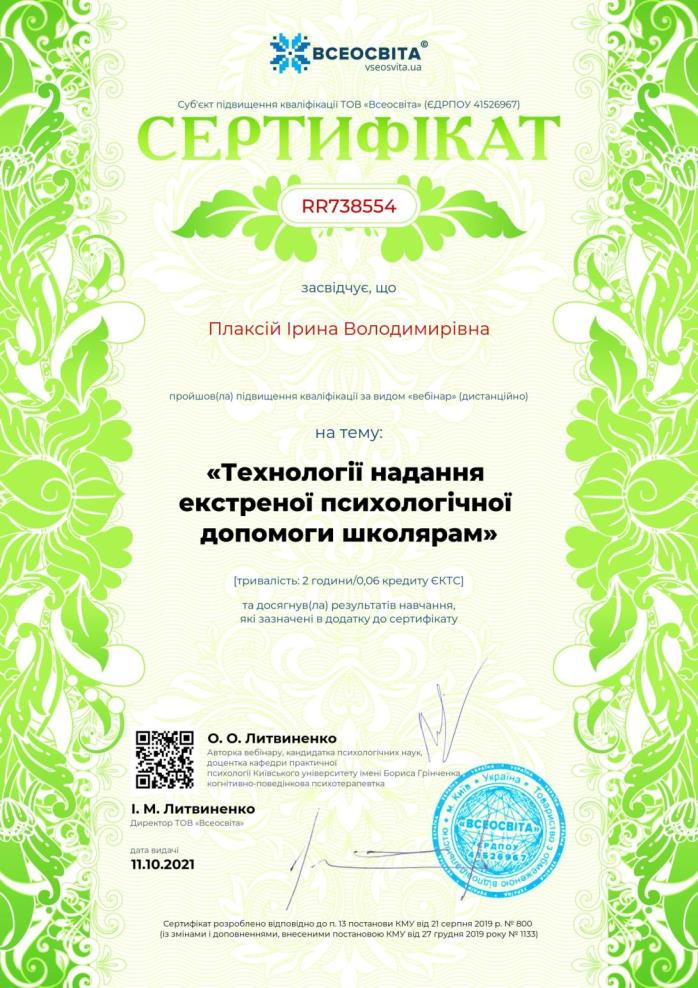 ВСЕОСВІТА©
vseosvita.ua
Суб'єкт підвищення кваліфікації ТОВ «Всеосвіта» (ЄДРПОУ 41526967)
СЕРТИФІКАТ
RR738554
засвідчує, що
Плаксій Ірина Володимирівна
пройшов(ла) підвищення кваліфікації за видом «вебінар» (дистанційно)
на тему:
«Технології надання
екстреної психологічної
допомоги школярам»
[тривалість: 2 години/0,06 кредиту ЄКТС]
та досягнув(ла) результатів навчання,
які зазначені в додатку до сертифікату
О. О. Литвиненко
Авторка вебінару, кандидатка психологічних наук,
доцентка кафедри практичної
психології Київського університету імені Бориса Грінченка,
когнітивно-поведінкова психотерапевтка
І. М. Литвиненко
Директор ТОВ «Всеосвіта»
дата видачі
11.10.2021
Україна * Товариство з обмеженою відповідальністю * м. Київ *
«ВСЕОСВІТА»
ЄРДПОУ
41526967
Сертифікат розроблено відповідно до п. 13 постанови КМУ від 21 серпня 2019 р. № 800
(із змінами і доповненнями, внесеними постановою КМУ від 27 грудня 2019 року № 1133)